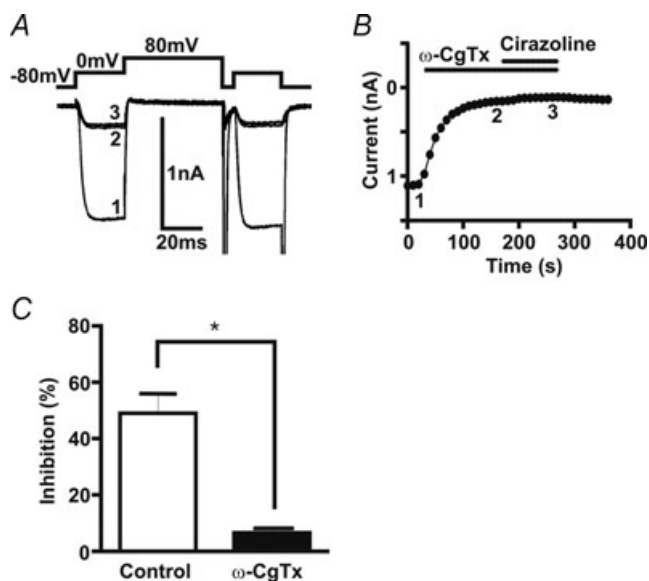 A
0mV
80mV
-80mV
3
2
1
1nA
20ms
B
Cirazoline
ω-CgTx
0
1
Current (nA)
1
2
3
0
100
200
300
400
Time (s)
C
80
60
40
20
0
Inhibition (%)
*
Control
ω-CgTx